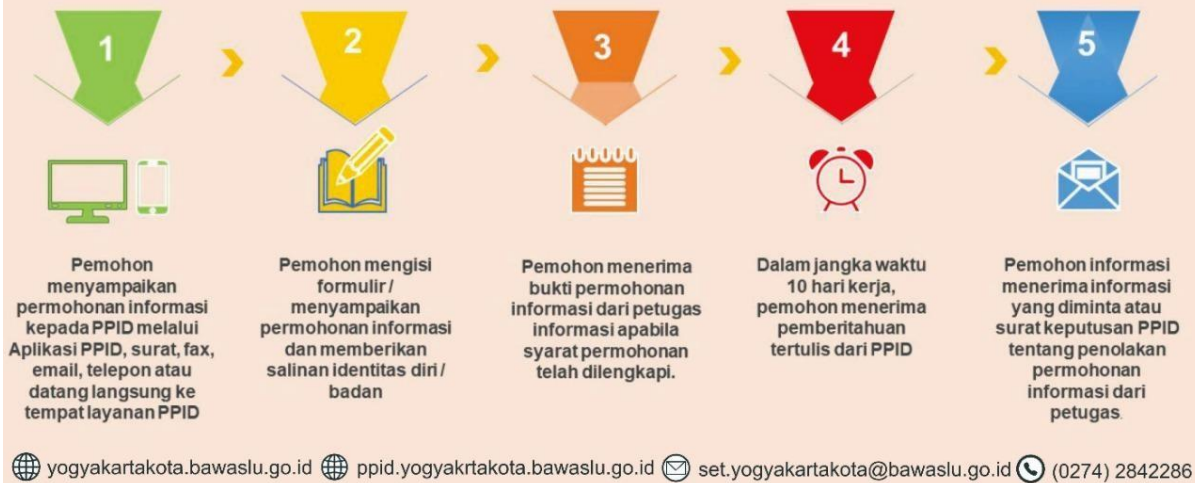 1
Pemohon
menyampaikan
permohonan informasi
kepada PPID melalui
Aplikasi PPID, surat, fax,
email, telepon atau
datang langsung ke
tempat layanan PPID
2
Pemohon mengisi
formulir /
menyampaikan
permohonan informasi
dan memberikan
salinan identitas diri /
badan
3
Pemohon menerima
bukti permohonan
informasi dari petugas
informasi apabila
syarat permohonan
telah dilengkapi.
4
Dalam jangka waktu
10 hari kerja,
pemohon menerima
pemberitahuan
tertulis dari PPID
5
Pemohon informasi
menerima informasi
yang diminta atau
surat keputusan PPID
tentang penolakan
permohonan
informasi dari
petugas.
yogyakartakota.bawaslu.go.id ppid.yogyakrtakota.bawaslu.go.id set.yogyakartakota@bawaslu.go.id (0274) 2842286